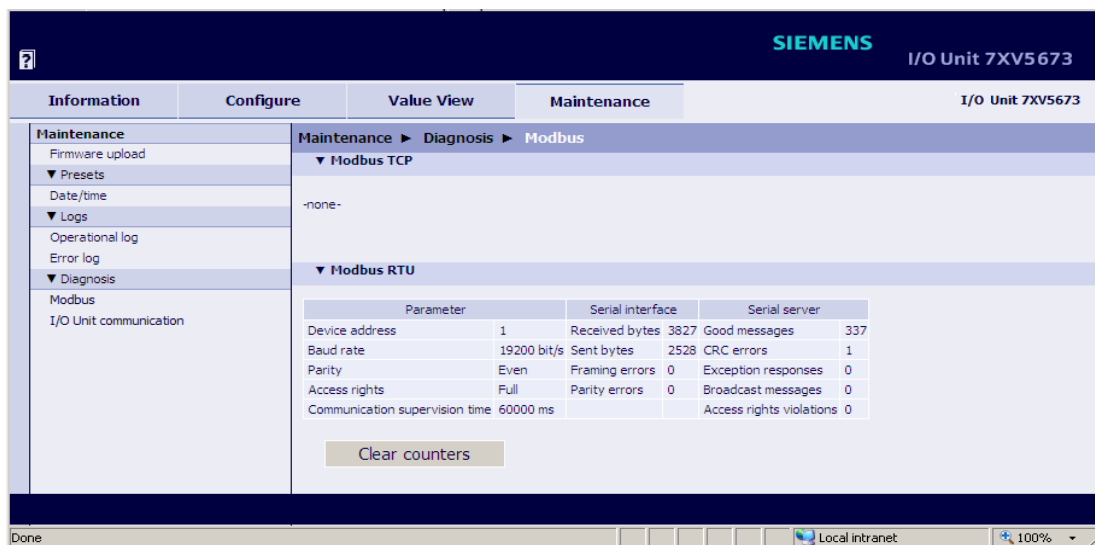 SIEMENS
?
I/O Unit 7XV5673
Information Configure Value View Maintenance I/O Unit 7XV5673
Maintenance
Firmware upload
▼ Presets
Date/time
▼ Logs
Operational log
Error log
▼ Diagnosis
Modbus
I/O Unit communication
Maintenance ► Diagnosis ► Modbus
▼ Modbus TCP
-none-
▼ Modbus RTU
Parameter Serial interface Serial server
Device address 1 Received bytes 3827 Good messages 337
Baud rate 19200 bit/s Sent bytes 2528 CRC errors 1
Parity Even Framing errors 0 Exception responses 0
Access rights Full Parity errors 0 Broadcast messages 0
Communication supervision time 60000 ms Access rights violations 0
Clear counters
Done Local intranet 100%